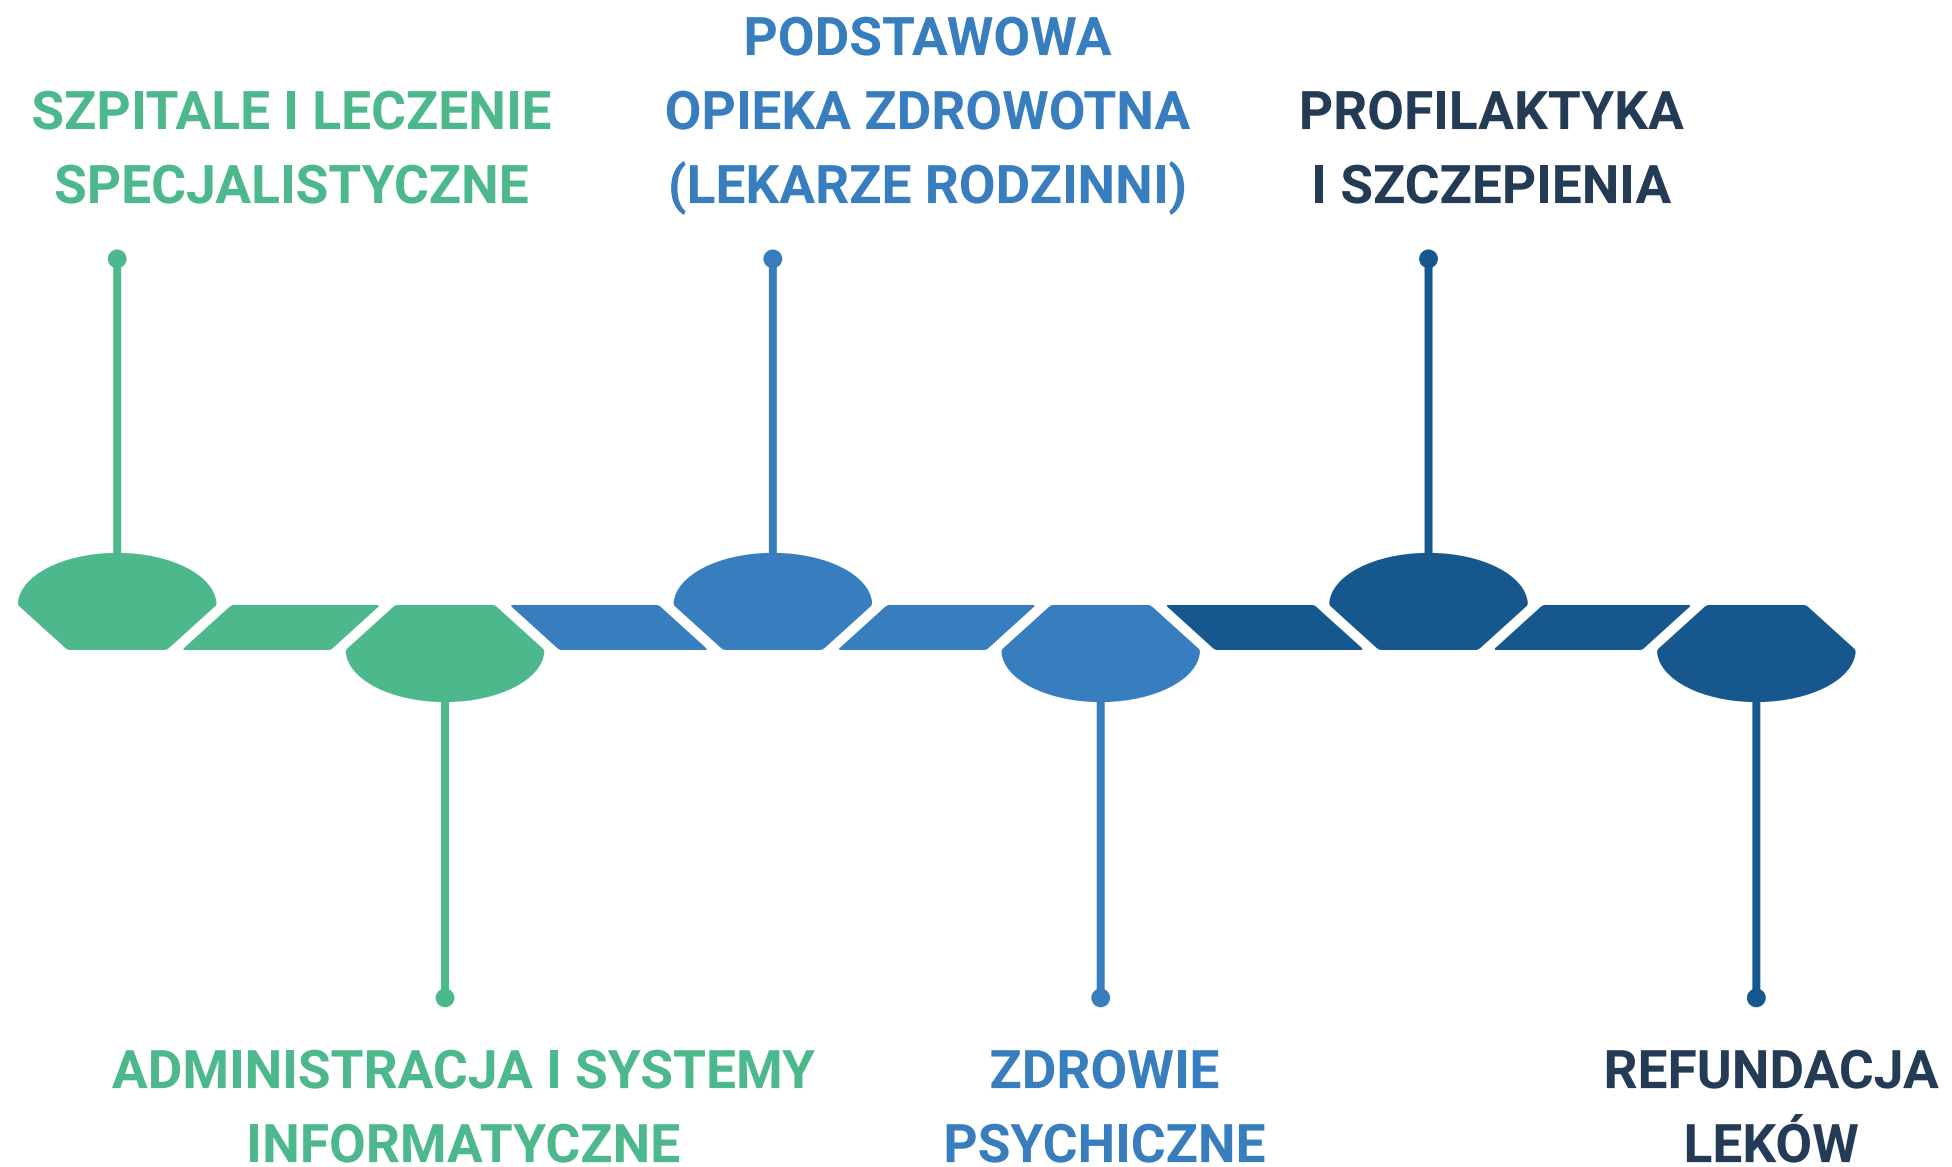 SZPITALE I LECZENIE
SPECJALISTYCZNE
PODSTAWOWA
OPIEKA ZDROWOTNA
(LEKARZE RODZINNI)
PROFILAKTYKA
I SZCZEPIENIA
ADMINISTRACJA I SYSTEMY
INFORMATYCZNE
ZDROWIE
PSYCHICZNE
REFUNDACJA
LEKÓW